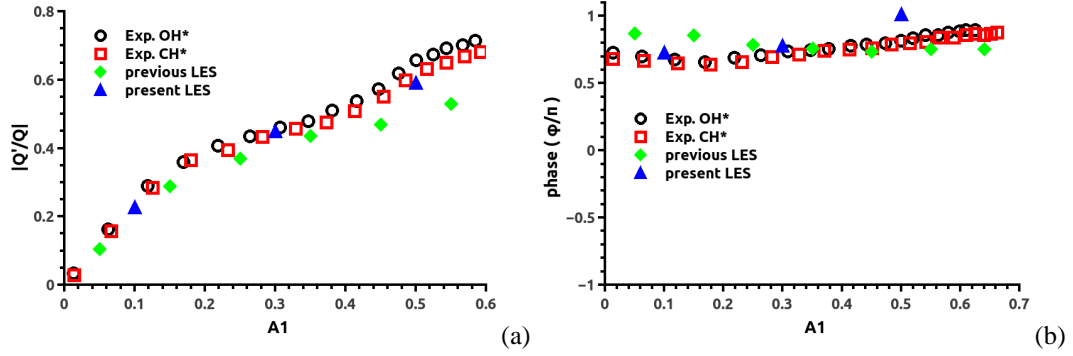 0.8
0.6
0.4
0.2
0
|Q'/Q|
Exp. OH*
Exp. CH*
previous LES
present LES
0 0.1 0.2 0.3 0.4 0.5 0.6
A1
(a)
1
0.5
0
−0.5
−1
phase ( φ/π )
Exp. OH*
Exp. CH*
previous LES
present LES
0 0.1 0.2 0.3 0.4 0.5 0.6 0.7
A1
(b)